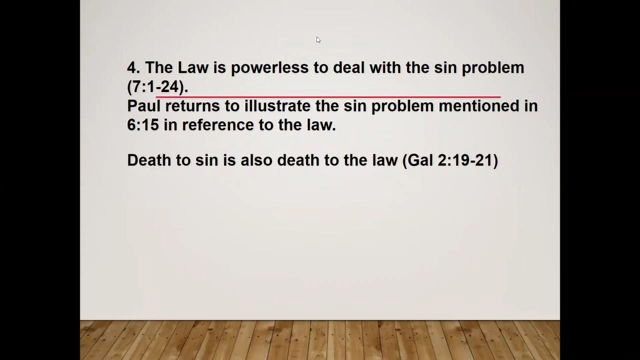 4. The Law is powerless to deal with the sin problem
(7:1-24).
Paul returns to illustrate the sin problem mentioned in
6:15 in reference to the law.
Death to sin is also death to the law (Gal 2:19-21)